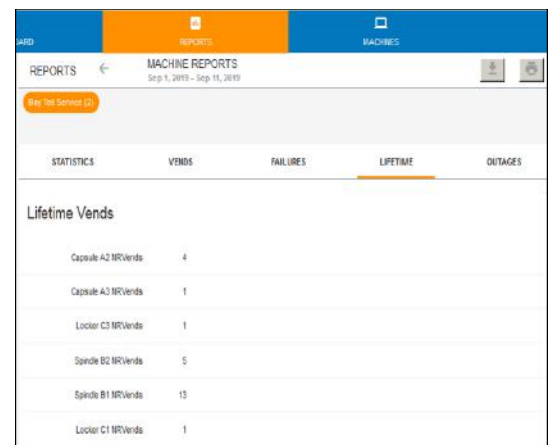 ARD
REPORTS
MACHINES
REPORTS
MACHINE REPORTS
Sep 1, 2019 - Sep 11, 2019
Bay Tek Service (2)
STATISTICS VENDS FAILURES LIFETIME OUTAGES
Lifetime Vends
Capsule A2 NRVends 4
Capsule A3 NRVends 1
Locker C3 NRVends 1
Spindle B2 NRVends 5
Spindle B1 NRVends 13
Locker C1 NRVends 1